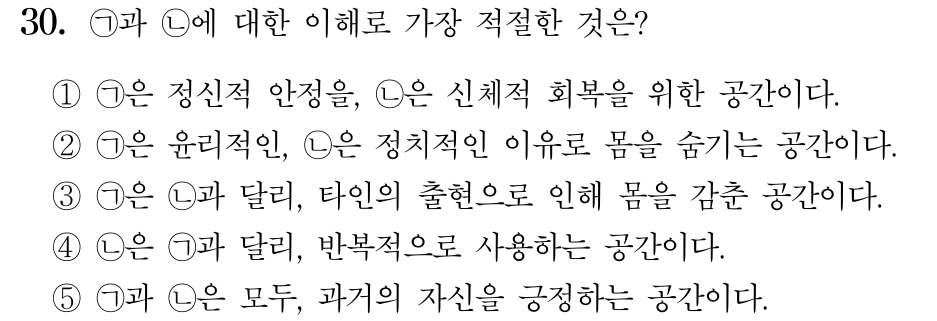 30. ㉠과 ㉡에 대한 이해로 가장 적절한 것은?
① ㉠은 정신적 안정을, ㉡은 신체적 회복을 위한 공간이다.
② ㉠은 윤리적인, ㉡은 정치적인 이유로 몸을 숨기는 공간이다.
③ ㉠은 ㉡과 달리, 타인의 출현으로 인해 몸을 감춘 공간이다.
④ ㉡은 ㉠과 달리, 반복적으로 사용하는 공간이다.
⑤ ㉠과 ㉡은 모두, 과거의 자신을 긍정하는 공간이다.